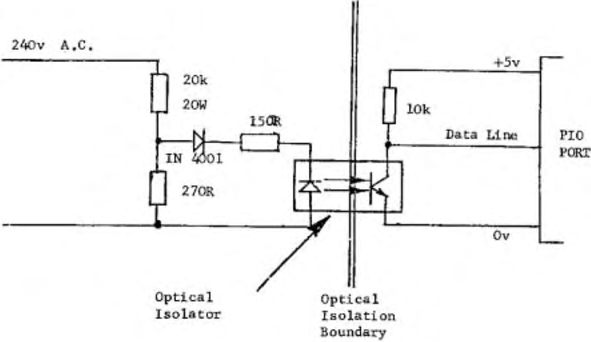 240v A.C.
+5v
20k
20W
150R
10k
Data Line
PIO
PORT
IN 4001
270R
0v
Optical
Isolator
Optical
Isolation
Boundary